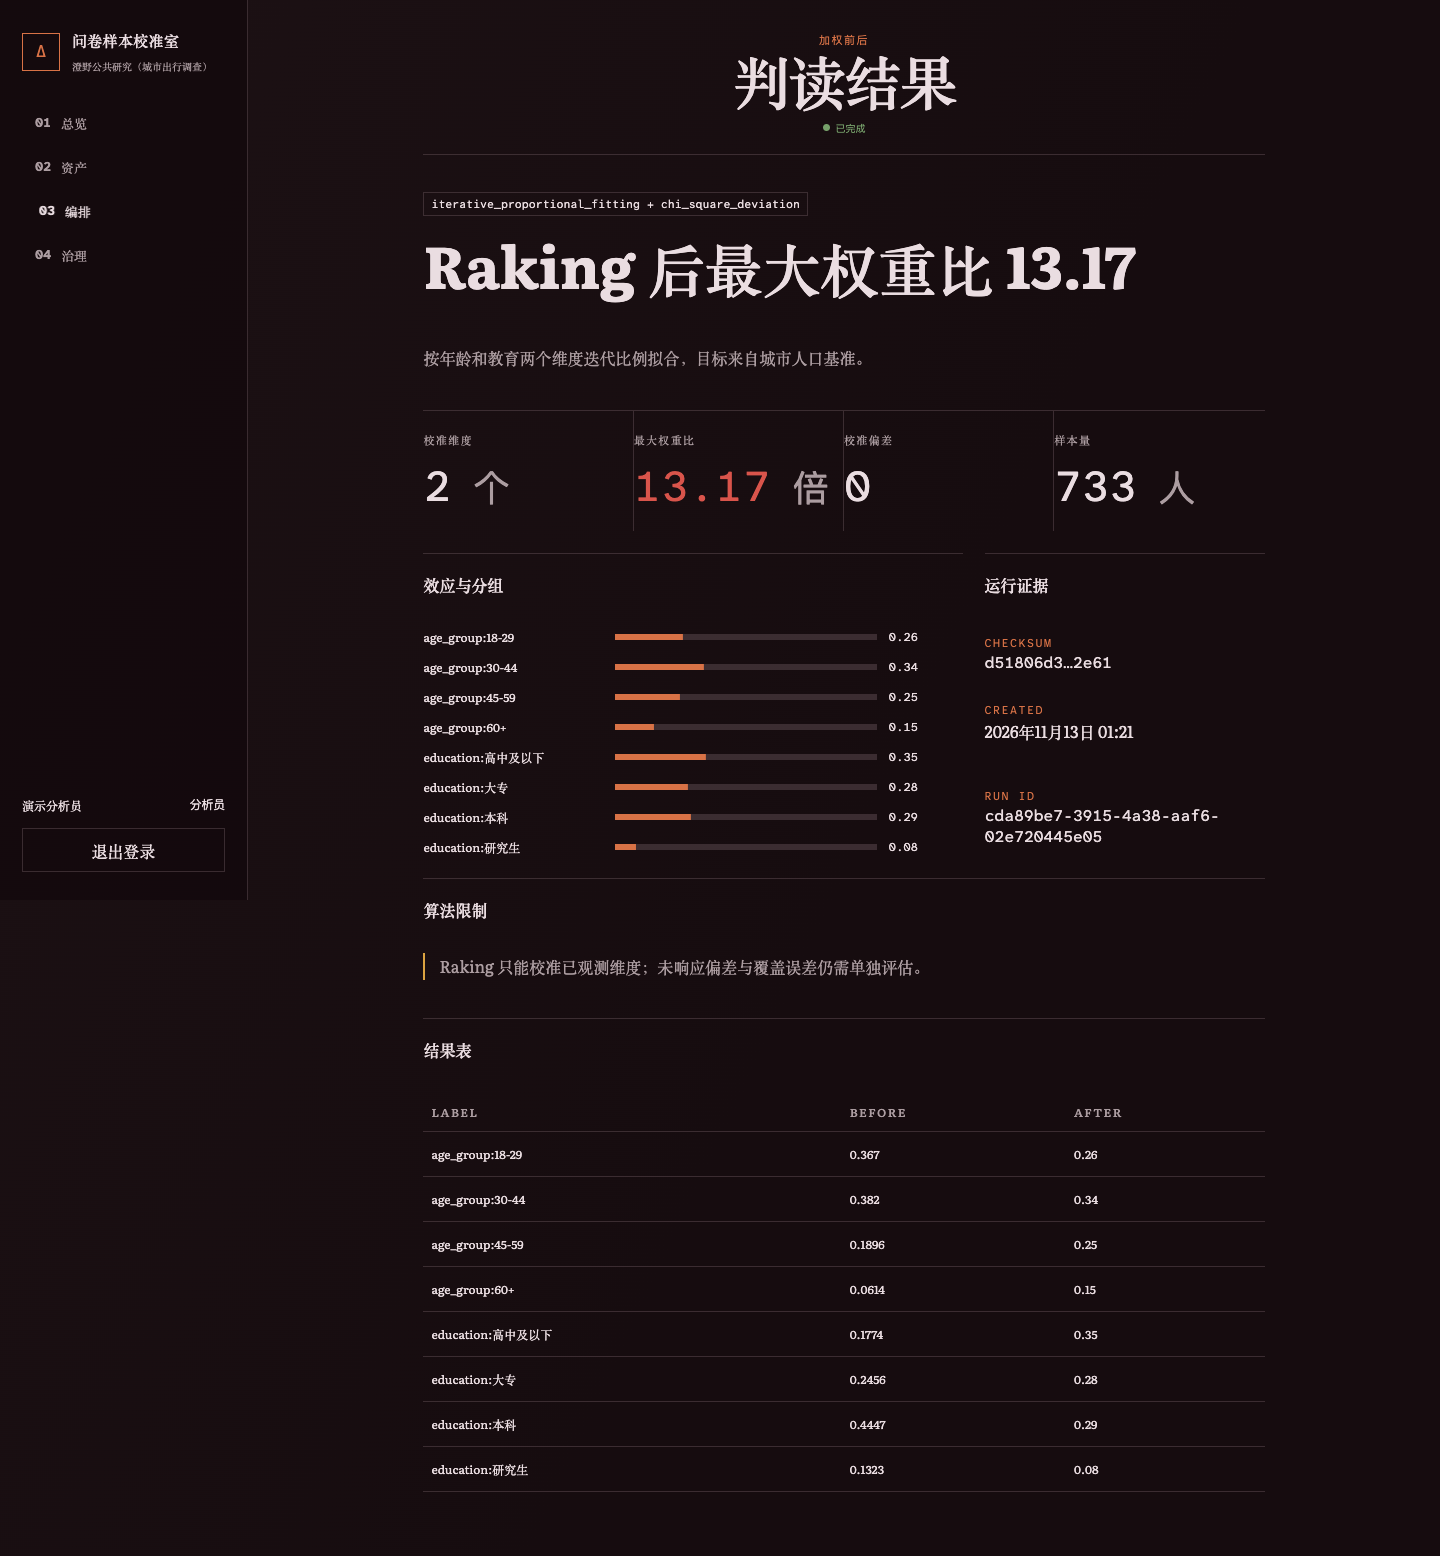 Δ
问卷样本校准室
澄野公共研究（城市出行调查）
01 总览
02 资产
03 编排
04 治理
演示分析员 分析员
退出登录
加权前后
判读结果
已完成
iterative_proportional_fitting + chi_square_deviation
Raking 后最大权重比 13.17
按年龄和教育两个维度迭代比例拟合，目标来自城市人口基准。
校准维度
2 个
最大权重比
13.17 倍
校准偏差
0
样本量
733 人
效应与分组
age_group:18-29 0.26
age_group:30-44 0.34
age_group:45-59 0.25
age_group:60+ 0.15
education:高中及以下 0.35
education:大专 0.28
education:本科 0.29
education:研究生 0.08
运行证据
CHECKSUM
d51806d3…2e61
CREATED
2026年11月13日 01:21
RUN ID
cda89be7-3915-4a38-aaf6-
02e720445e05
算法限制
Raking 只能校准已观测维度；未响应偏差与覆盖误差仍需单独评估。
结果表
LABEL BEFORE AFTER
age_group:18-29 0.367 0.26
age_group:30-44 0.382 0.34
age_group:45-59 0.1896 0.25
age_group:60+ 0.0614 0.15
education:高中及以下 0.1774 0.35
education:大专 0.2456 0.28
education:本科 0.4447 0.29
education:研究生 0.1323 0.08